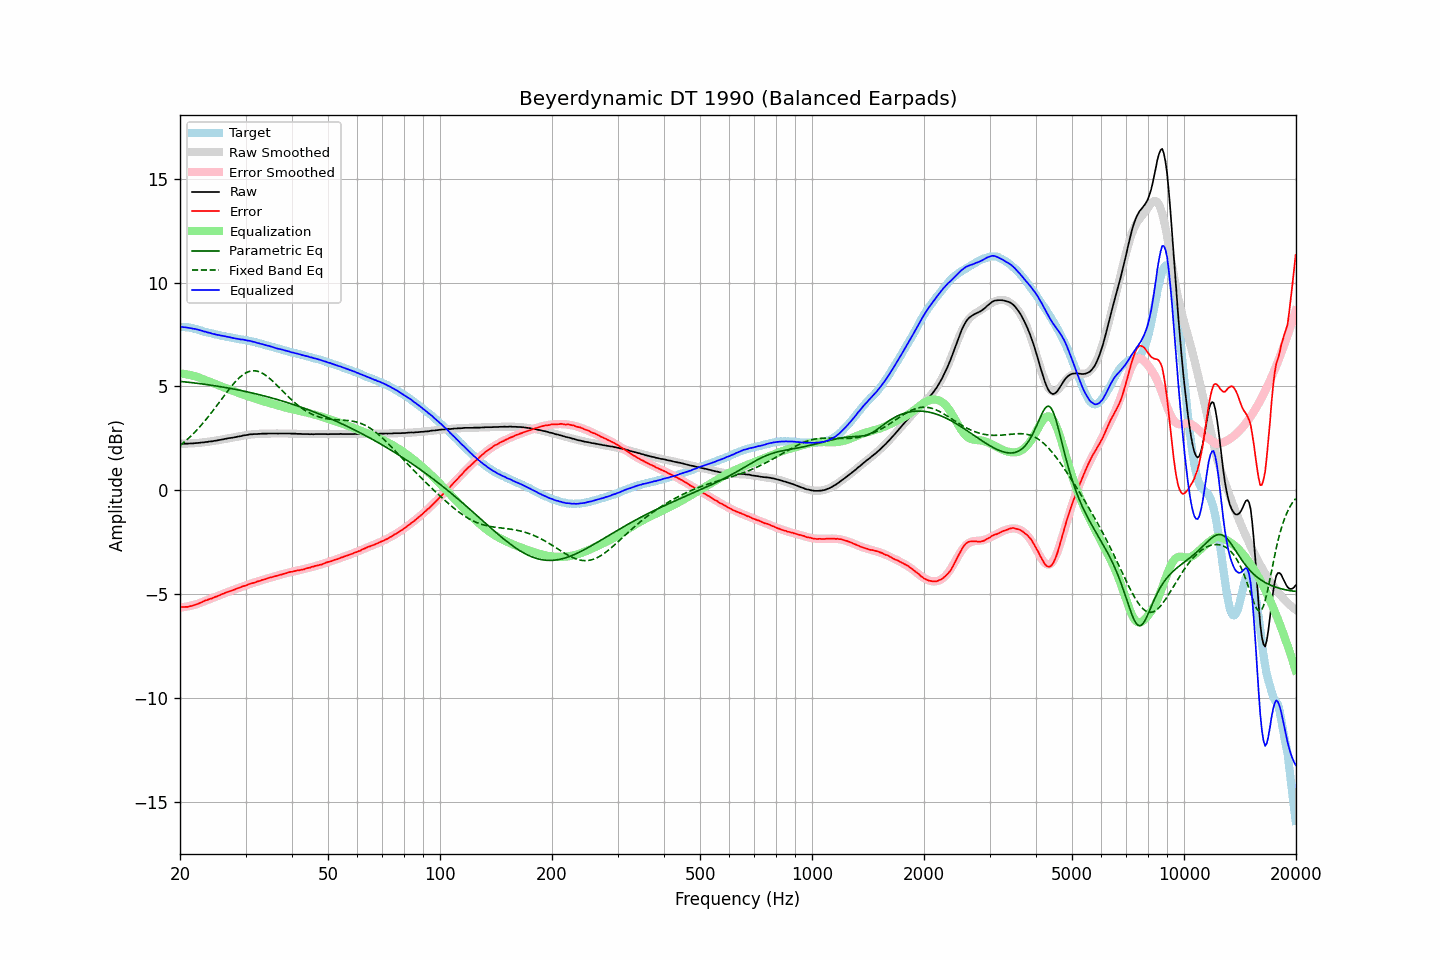 Beyerdynamic DT 1990 (Balanced Earpads)
Target
Raw Smoothed
Error Smoothed
Raw
Error
Equalization
Parametric Eq
Fixed Band Eq
Equalized
Amplitude (dBr)
15
10
5
0
−5
−10
−15
20 50 100 200 500 1000 2000 5000 10000 20000
Frequency (Hz)